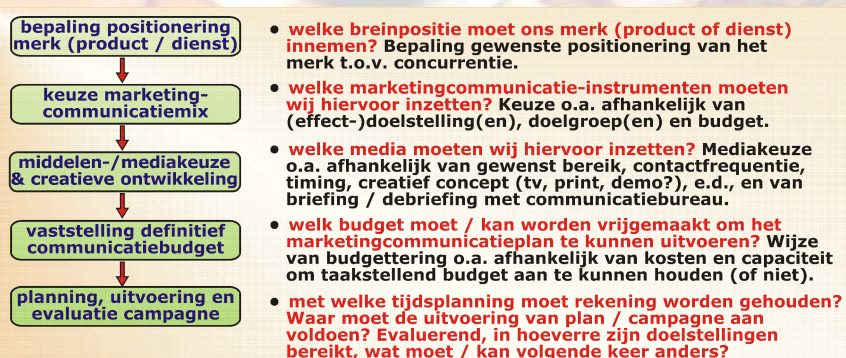 bepaling positionering
merk (product / dienst)
• welke breinpositie moet ons merk (product of dienst)
innemen? Bepaling gewenste positionering van het
merk t.o.v. concurrentie.
keuze marketing-
communicatiemix
• welke marketingcommunicatie-instrumenten moeten
wij hiervoor inzetten? Keuze o.a. afhankelijk van
(effect-)doelstelling(en), doelgroep(en) en budget.
middelen-/mediakeuze
& creatieve ontwikkeling
• welke media moeten wij hiervoor inzetten? Mediakeuze
o.a. afhankelijk van gewenst bereik, contactfrequentie,
timing, creatief concept (tv, print, demo?), e.d., en van
briefing / debriefing met communicatiebureau.
vaststelling definitief
communicatiebudget
• welk budget moet / kan worden vrijgemaakt om het
marketingcommunicatieplan te kunnen uitvoeren? Wijze
van budgettering o.a. afhankelijk van kosten en capaciteit
om taakstellend budget aan te kunnen houden (of niet).
planning, uitvoering en
evaluatie campagne
• met welke tijdsplanning moet rekening worden gehouden?
Waar moet de uitvoering van plan / campagne aan
voldoen? Evaluerend, in hoeverre zijn doelstellingen
bereikt, wat moet / kan volgende keer anders?